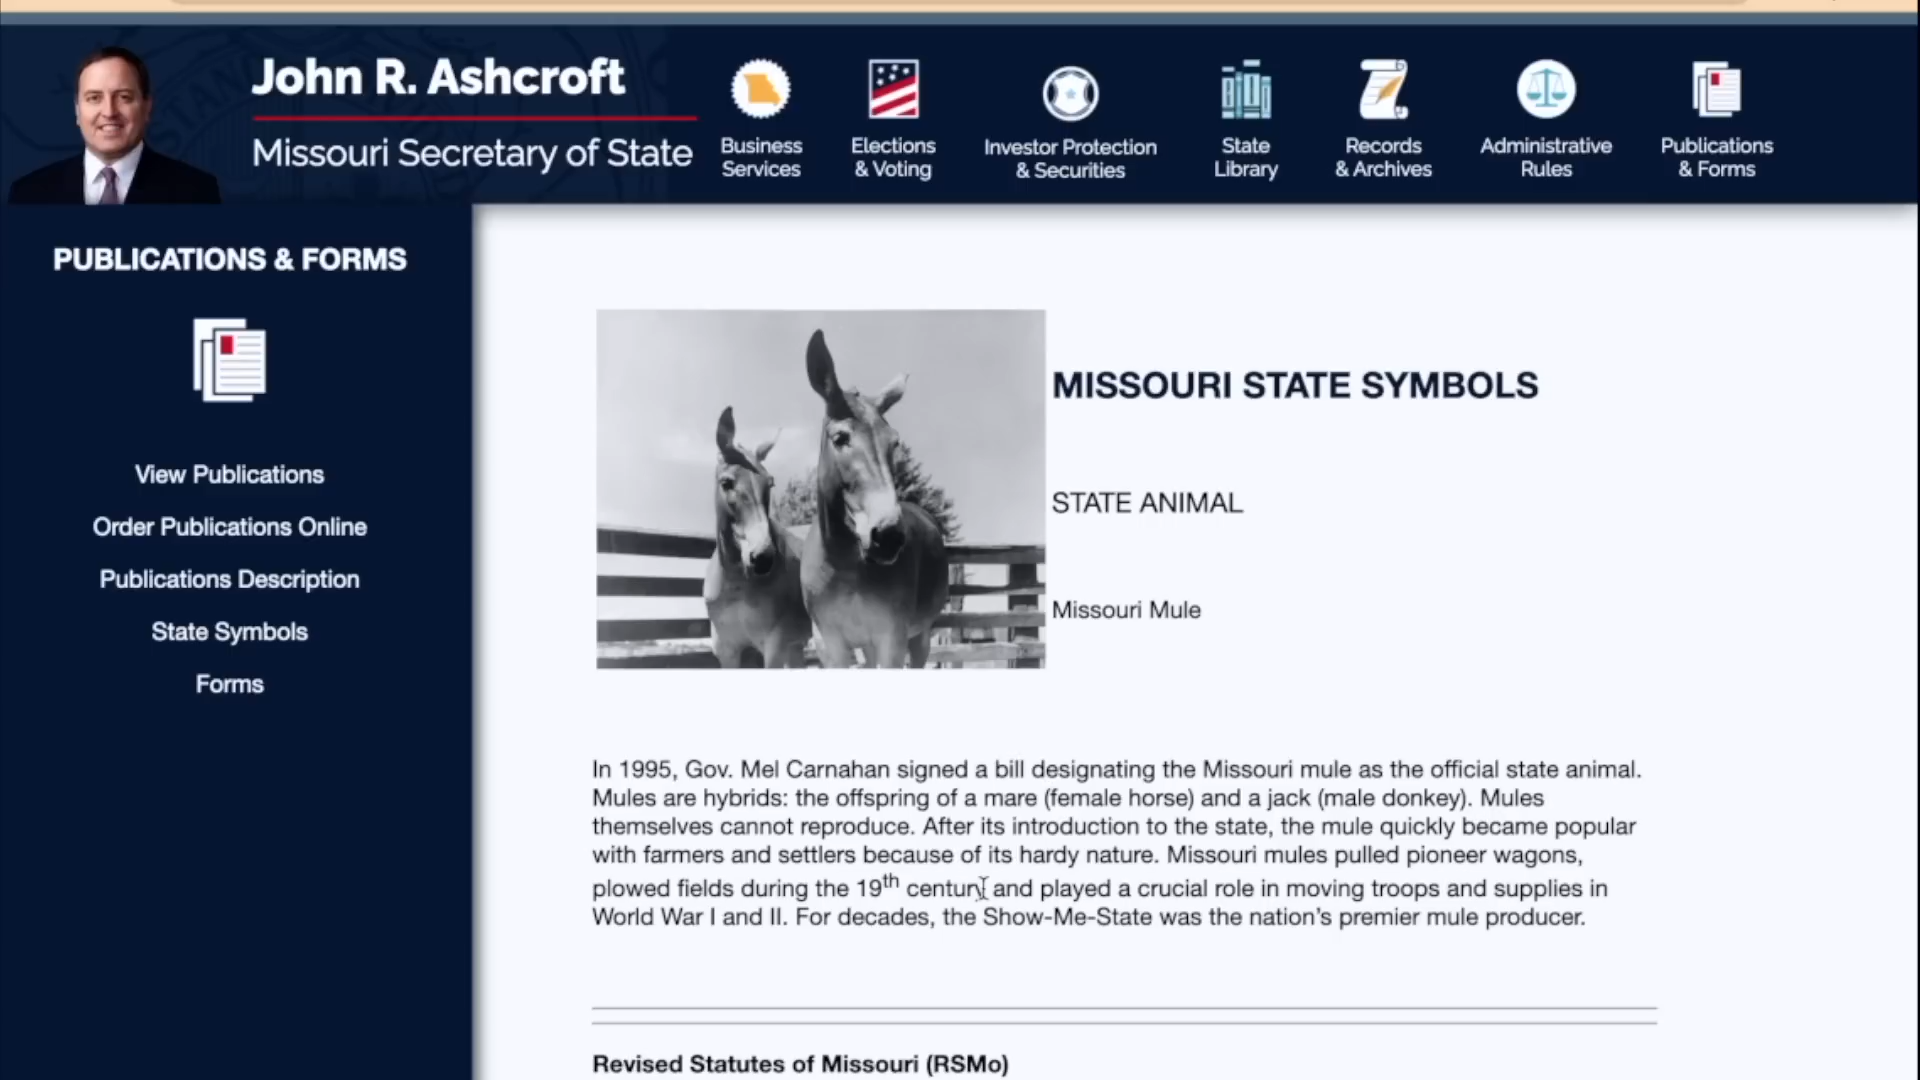 John R. Ashcroft
Missouri Secretary of State
Business
Services
Elections
& Voting
Investor Protection
& Securities
State
Library
Records
& Archives
Administrative
Rules
Publications
& Forms
PUBLICATIONS & FORMS
View Publications
Order Publications Online
Publications Description
State Symbols
Forms
MISSOURI STATE SYMBOLS
STATE ANIMAL
Missouri Mule
In 1995, Gov. Mel Carnahan signed a bill designating the Missouri mule as the official state animal.
Mules are hybrids: the offspring of a mare (female horse) and a jack (male donkey). Mules
themselves cannot reproduce. After its introduction to the state, the mule quickly became popular
with farmers and settlers because of its hardy nature. Missouri mules pulled pioneer wagons,
plowed fields during the 19th century and played a crucial role in moving troops and supplies in
World War I and II. For decades, the Show-Me-State was the nation's premier mule producer.
Revised Statutes of Missouri (RSMo)